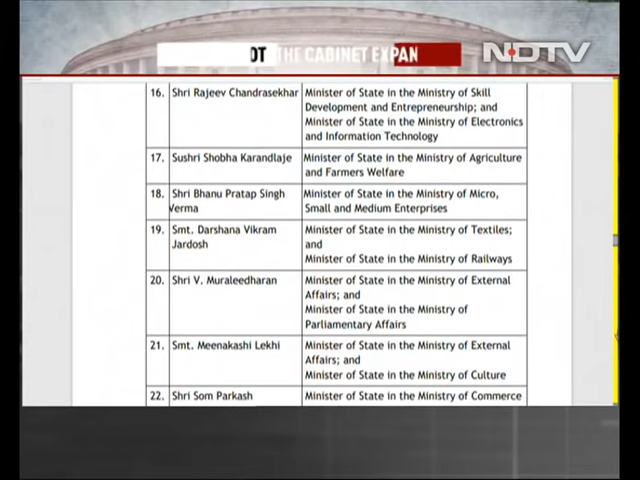 OT THE CABINET EXPAN
NDTV
16. Shri Rajeev Chandrasekhar Minister of State in the Ministry of Skill
Development and Entrepreneurship; and
Minister of State in the Ministry of Electronics
and Information Technology
17. Sushri Shobha Karandlaje Minister of State in the Ministry of Agriculture
and Farmers Welfare
18. Shri Bhanu Pratap Singh Minister of State in the Ministry of Micro,
Verma Small and Medium Enterprises
19. Smt. Darshana Vikram Minister of State in the Ministry of Textiles;
Jardosh and
Minister of State in the Ministry of Railways
20. Shri V. Muraleedharan Minister of State in the Ministry of External
Affairs; and
Minister of State in the Ministry of
Parliamentary Affairs
21. Smt. Meenakashi Lekhi Minister of State in the Ministry of External
Affairs; and
Minister of State in the Ministry of Culture
22. Shri Som Parkash Minister of State in the Ministry of Commerce